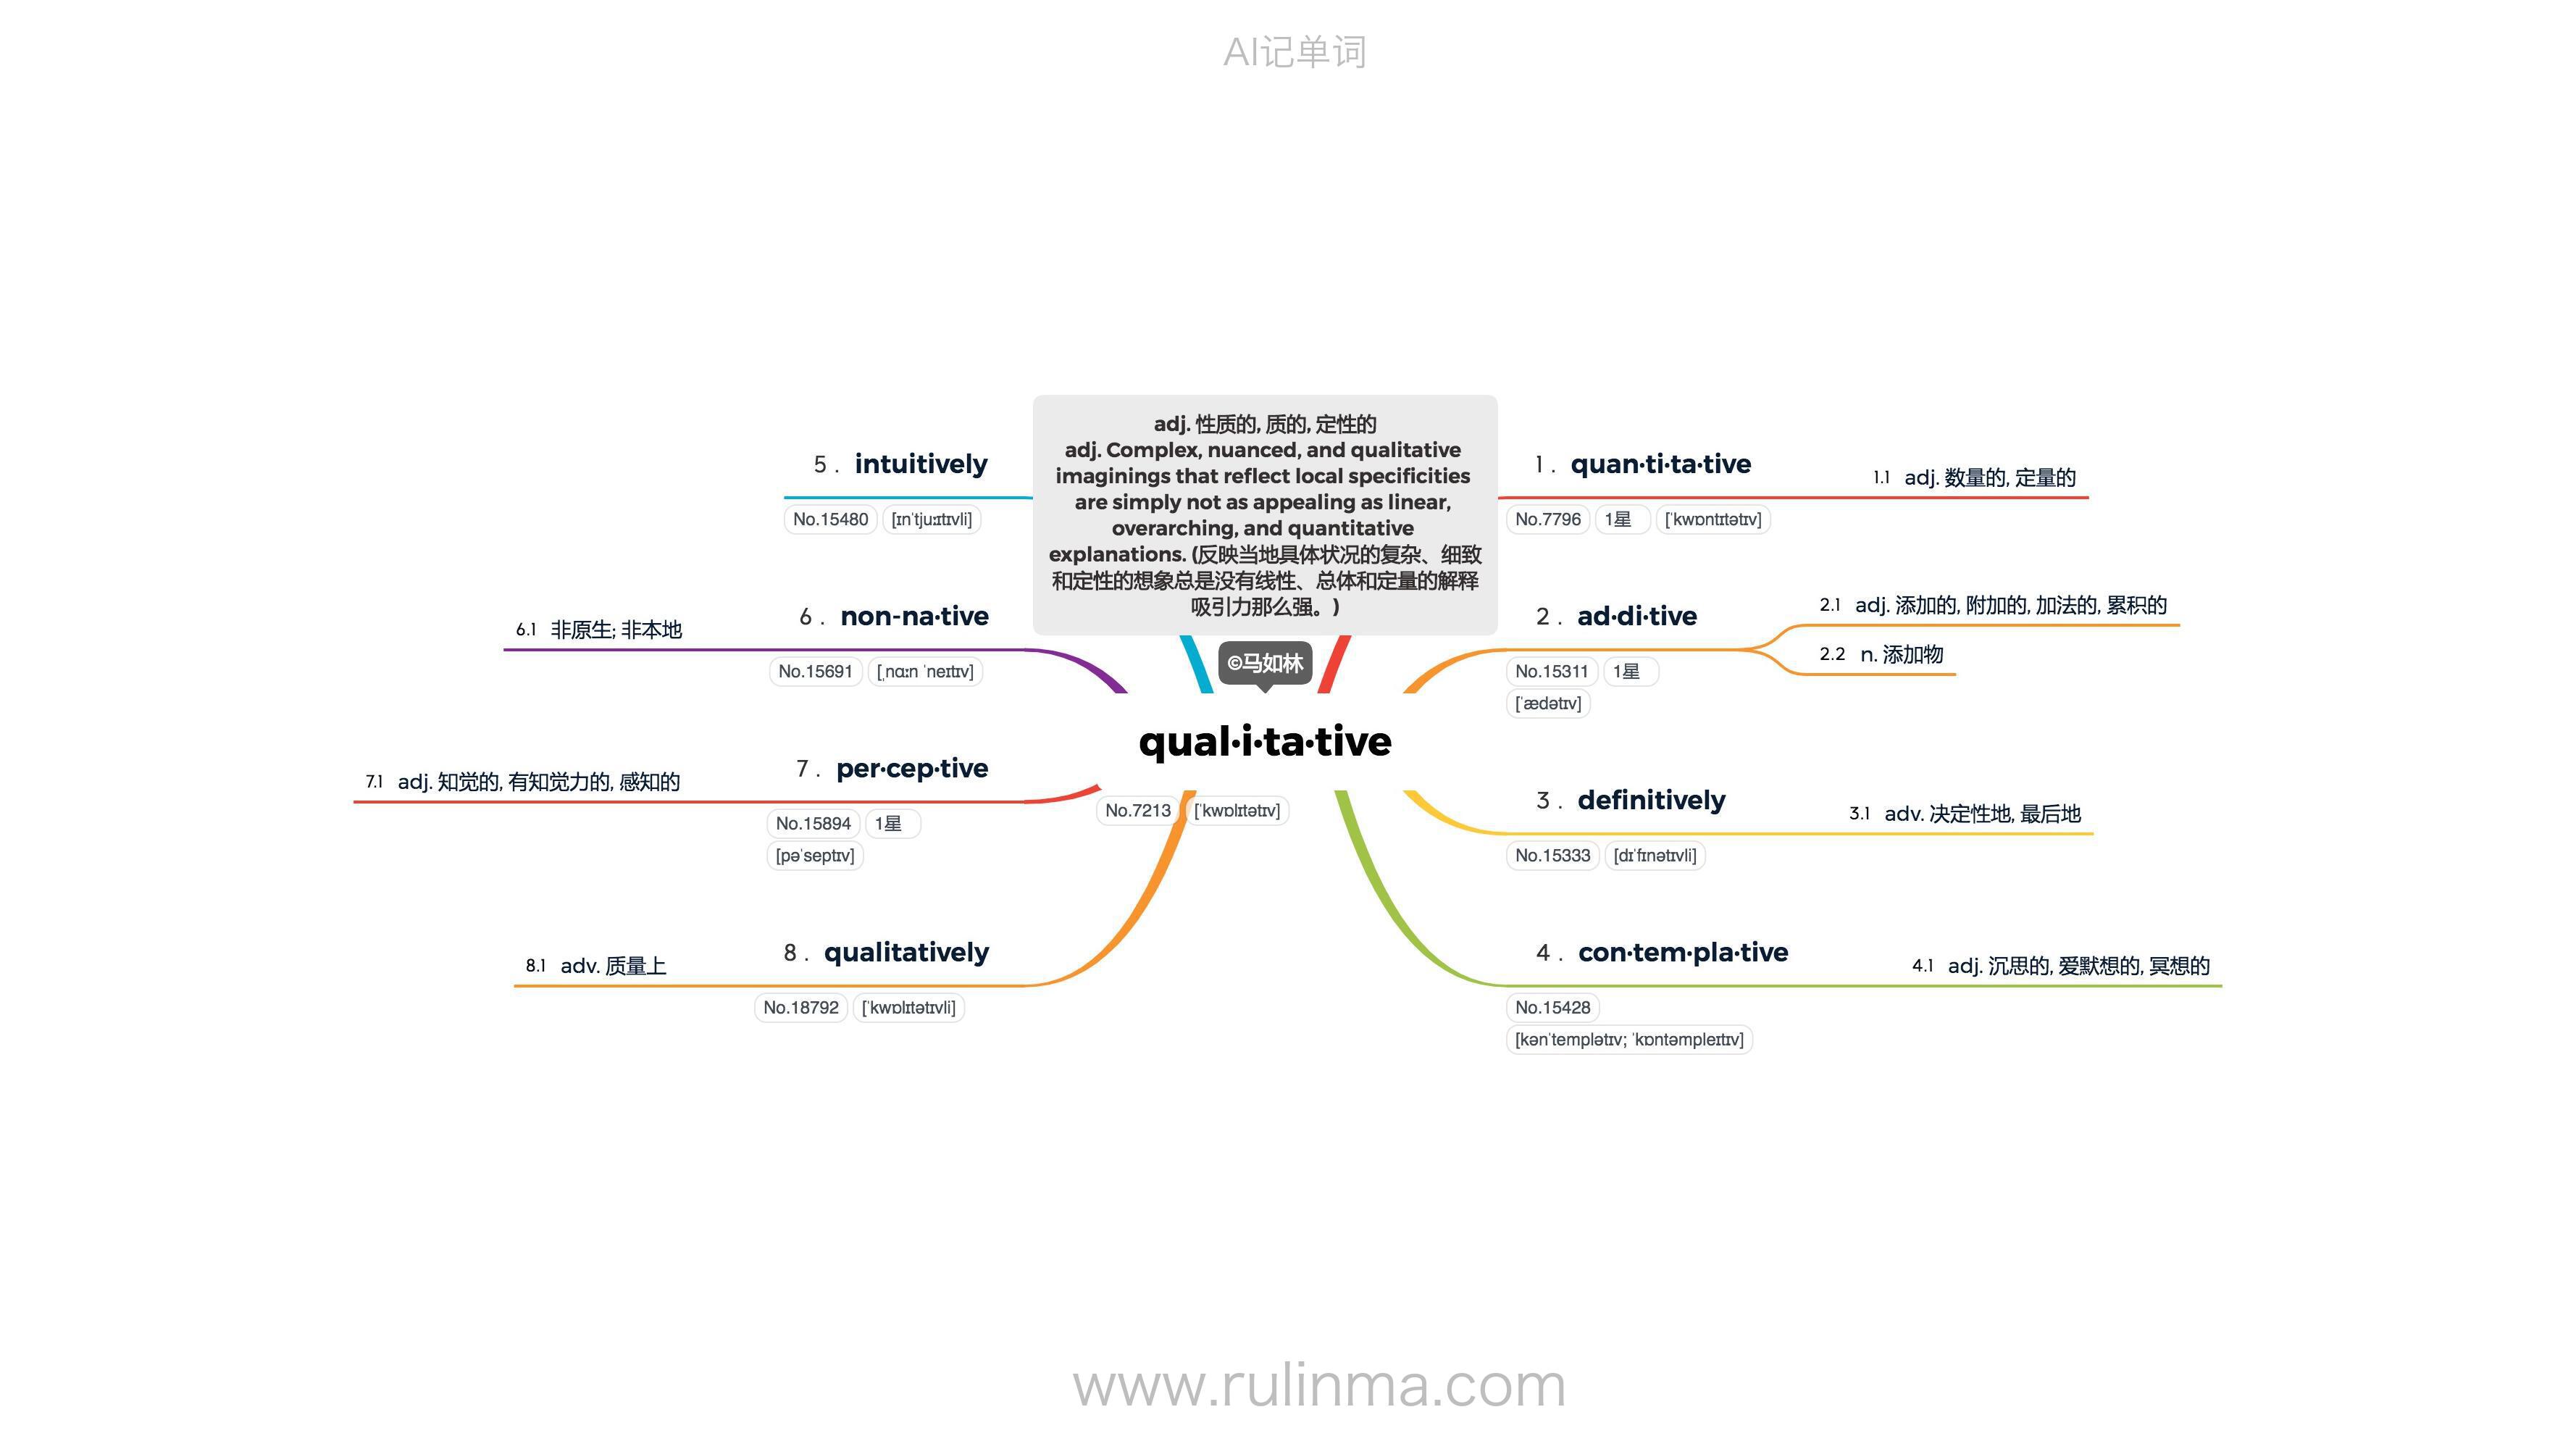 AI记单词
adj. 性质的, 质的, 定性的
adj. Complex, nuanced, and qualitative
imaginings that reflect local specificities
are simply not as appealing as linear,
overarching, and quantitative
explanations. (反映当地具体状况的复杂、细致
和定性的想象总是没有线性、总体和定量的解释
吸引力那么强。)
©马如林
qual·i·ta·tive
No.7213 [ˈkwɒlɪtətɪv]
1 . quan·ti·ta·tive
No.7796 1星 [ˈkwɒntɪtətɪv]
1.1 adj. 数量的, 定量的
2 . ad·di·tive
No.15311 1星
[ˈædətɪv]
2.1 adj. 添加的, 附加的, 加法的, 累积的
2.2 n. 添加物
3 . definitively
No.15333 [dɪˈfɪnətɪvli]
3.1 adv. 决定性地, 最后地
4 . con·tem·pla·tive
No.15428
[kənˈtemplətɪv; ˈkɒntəmpleɪtɪv]
4.1 adj. 沉思的, 爱默想的, 冥想的
5 . intuitively
No.15480 [ɪnˈtjuːɪtɪvli]
6 . non-na·tive
No.15691 [ˌnɑːn ˈneɪtɪv]
6.1 非原生; 非本地
7 . per·cep·tive
No.15894 1星
[pəˈseptɪv]
7.1 adj. 知觉的, 有知觉力的, 感知的
8 . qualitatively
No.18792 [ˈkwɒlɪtətɪvli]
8.1 adv. 质量上
www.rulinma.com